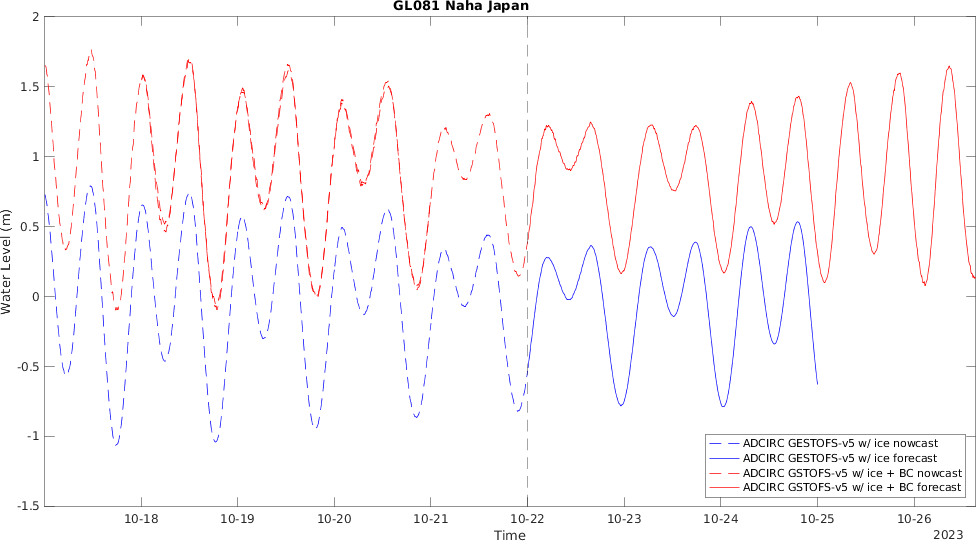 GL081 Naha Japan
2
1.5
1
0.5
0
-0.5
-1
-1.5
Water Level (m)
10-18 10-19 10-20 10-21 10-22 10-23 10-24 10-25 10-26
Time
2023
ADCIRC GESTOFS-v5 w/ ice nowcast
ADCIRC GESTOFS-v5 w/ ice forecast
ADCIRC GSTOFS-v5 w/ ice + BC nowcast
ADCIRC GSTOFS-v5 w/ ice + BC forecast